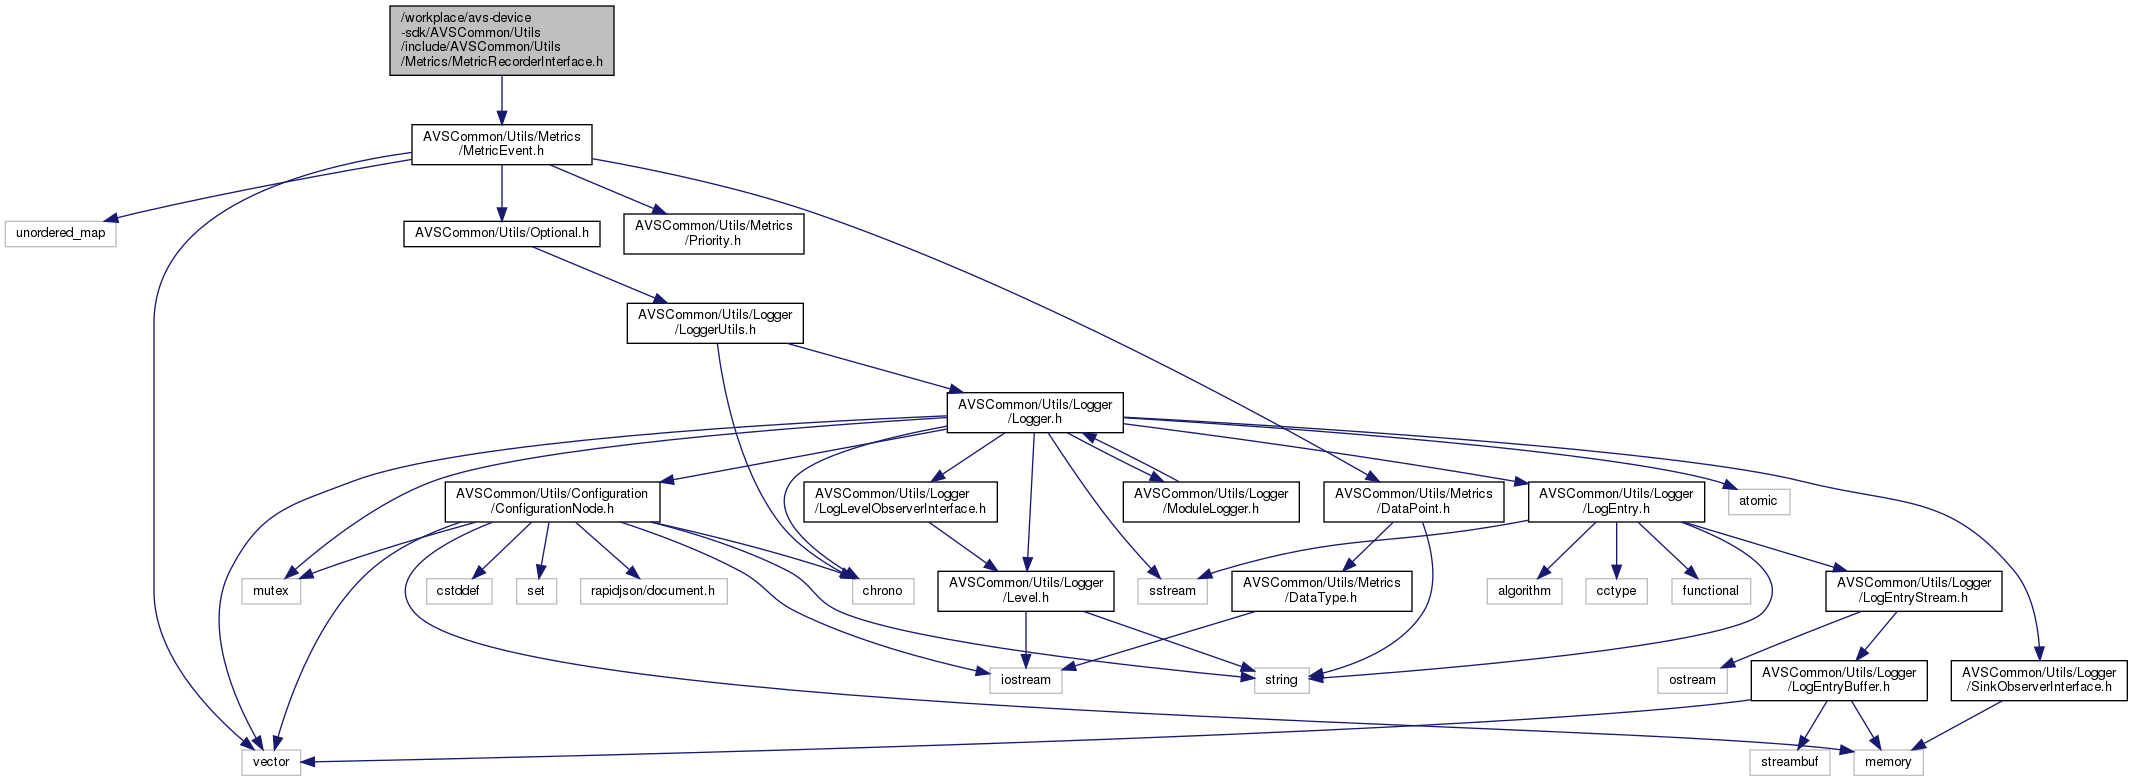 /workplace/avs-device
-sdk/AVSCommon/Utils
/include/AVSCommon/Utils
/Metrics/MetricRecorderInterface.h
AVSCommon/Utils/Metrics
/MetricEvent.h
unordered_map
AVSCommon/Utils/Optional.h
AVSCommon/Utils/Metrics
/Priority.h
AVSCommon/Utils/Logger
/LoggerUtils.h
AVSCommon/Utils/Logger
/Logger.h
AVSCommon/Utils/Configuration
/ConfigurationNode.h
AVSCommon/Utils/Logger
/LogLevelObserverInterface.h
AVSCommon/Utils/Logger
/ModuleLogger.h
AVSCommon/Utils/Metrics
/DataPoint.h
AVSCommon/Utils/Logger
/LogEntry.h
atomic
mutex
cstddef
set
rapidjson/document.h
chrono
AVSCommon/Utils/Logger
/Level.h
sstream
AVSCommon/Utils/Metrics
/DataType.h
algorithm
cctype
functional
AVSCommon/Utils/Logger
/LogEntryStream.h
iostream
string
ostream
AVSCommon/Utils/Logger
/LogEntryBuffer.h
AVSCommon/Utils/Logger
/SinkObserverInterface.h
vector
streambuf
memory